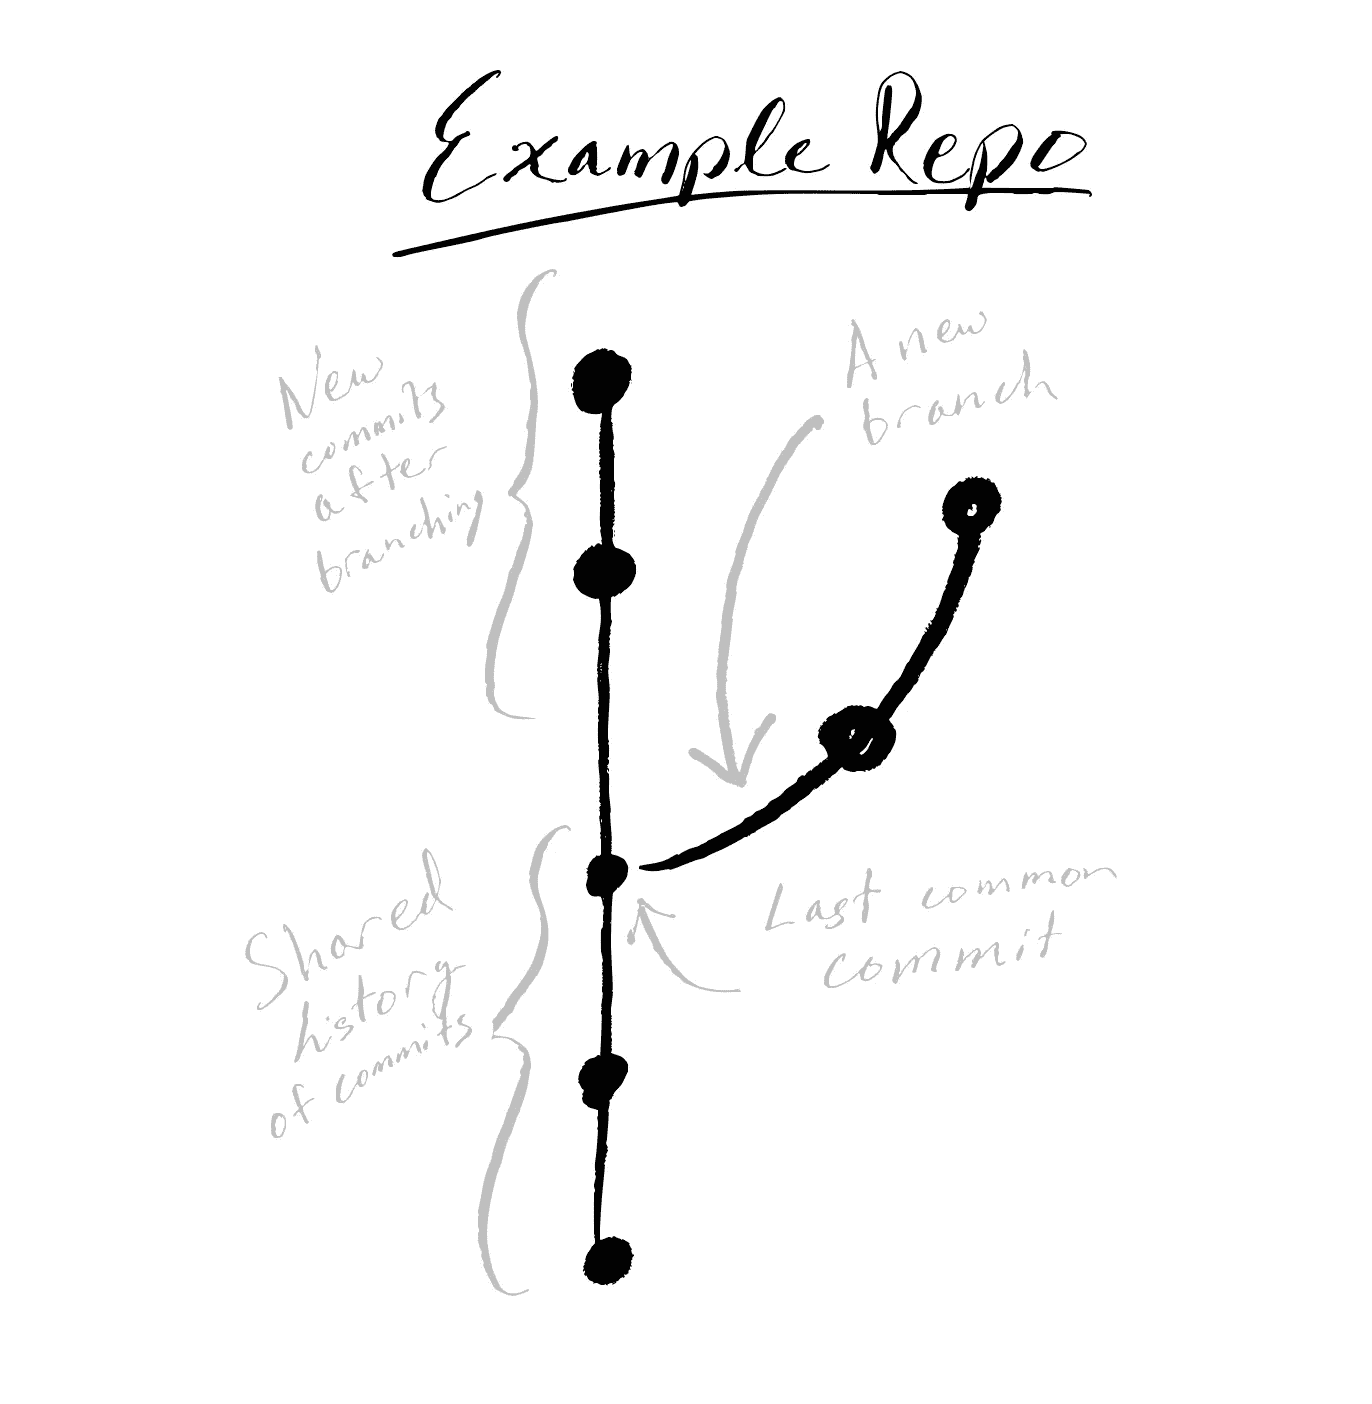 Example Repo
New
commits
after
branching
A new
branch
Shared
history
of commits
Last common
commit